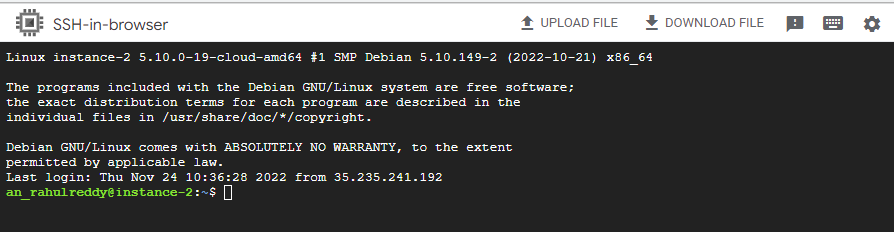 SSH-in-browser UPLOAD FILE DOWNLOAD FILE
Linux instance-2 5.10.0-19-cloud-amd64 #1 SMP Debian 5.10.149-2 (2022-10-21) x86_64
The programs included with the Debian GNU/Linux system are free software;
the exact distribution terms for each program are described in the
individual files in /usr/share/doc/*/copyright.
Debian GNU/Linux comes with ABSOLUTELY NO WARRANTY, to the extent
permitted by applicable law.
Last login: Thu Nov 24 10:36:28 2022 from 35.235.241.192
an_rahulreddy@instance-2:~$